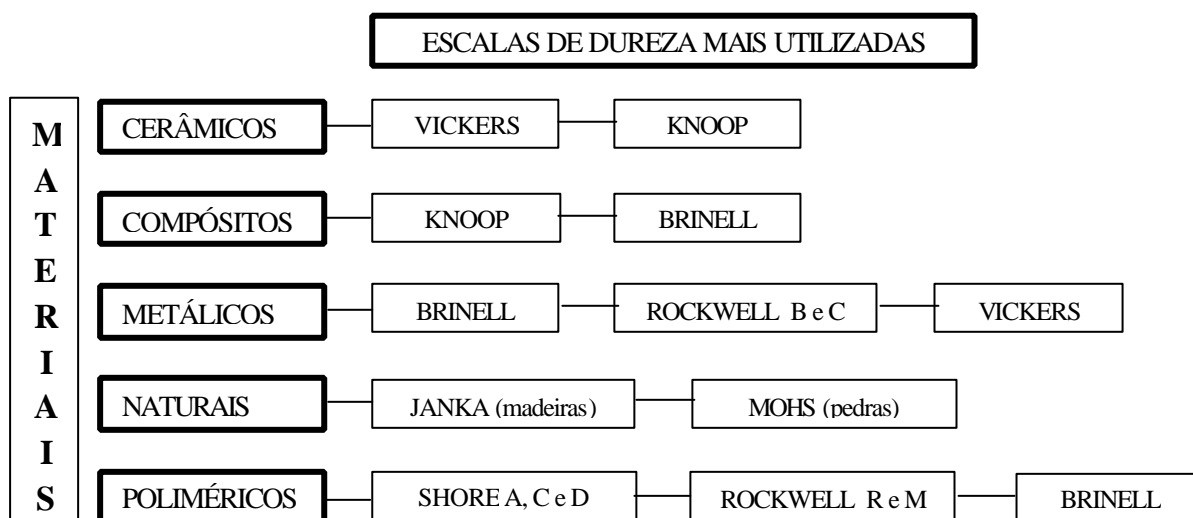 ESCALAS DE DUREZA MAIS UTILIZADAS
MATERIAIS
CERÂMICOS VICKERS KNOOP
COMPÓSITOS KNOOP BRINELL
METÁLICOS BRINELL ROCKWELL B e C VICKERS
NATURAIS JANKA (madeiras) MOHS (pedras)
POLIMÉRICOS SHORE A, C e D ROCKWELL R e M BRINELL